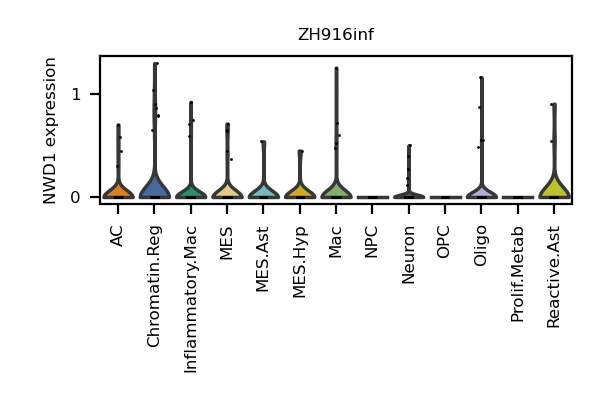 ZH916inf
NWD1 expression
1
0
AC
Chromatin.Reg
Inflammatory.Mac
MES
MES.Ast
MES.Hyp
Mac
NPC
Neuron
OPC
Oligo
Prolif.Metab
Reactive.Ast